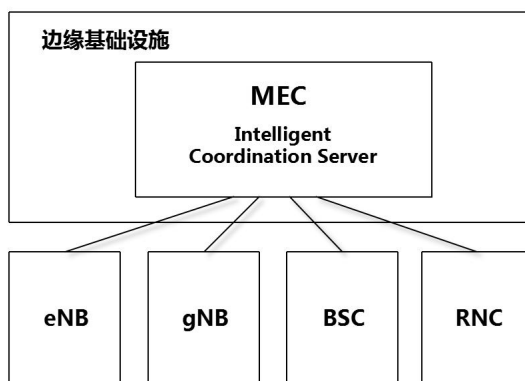 边缘基础设施
MEC
Intelligent
Coordination Server
eNB
gNB
BSC
RNC